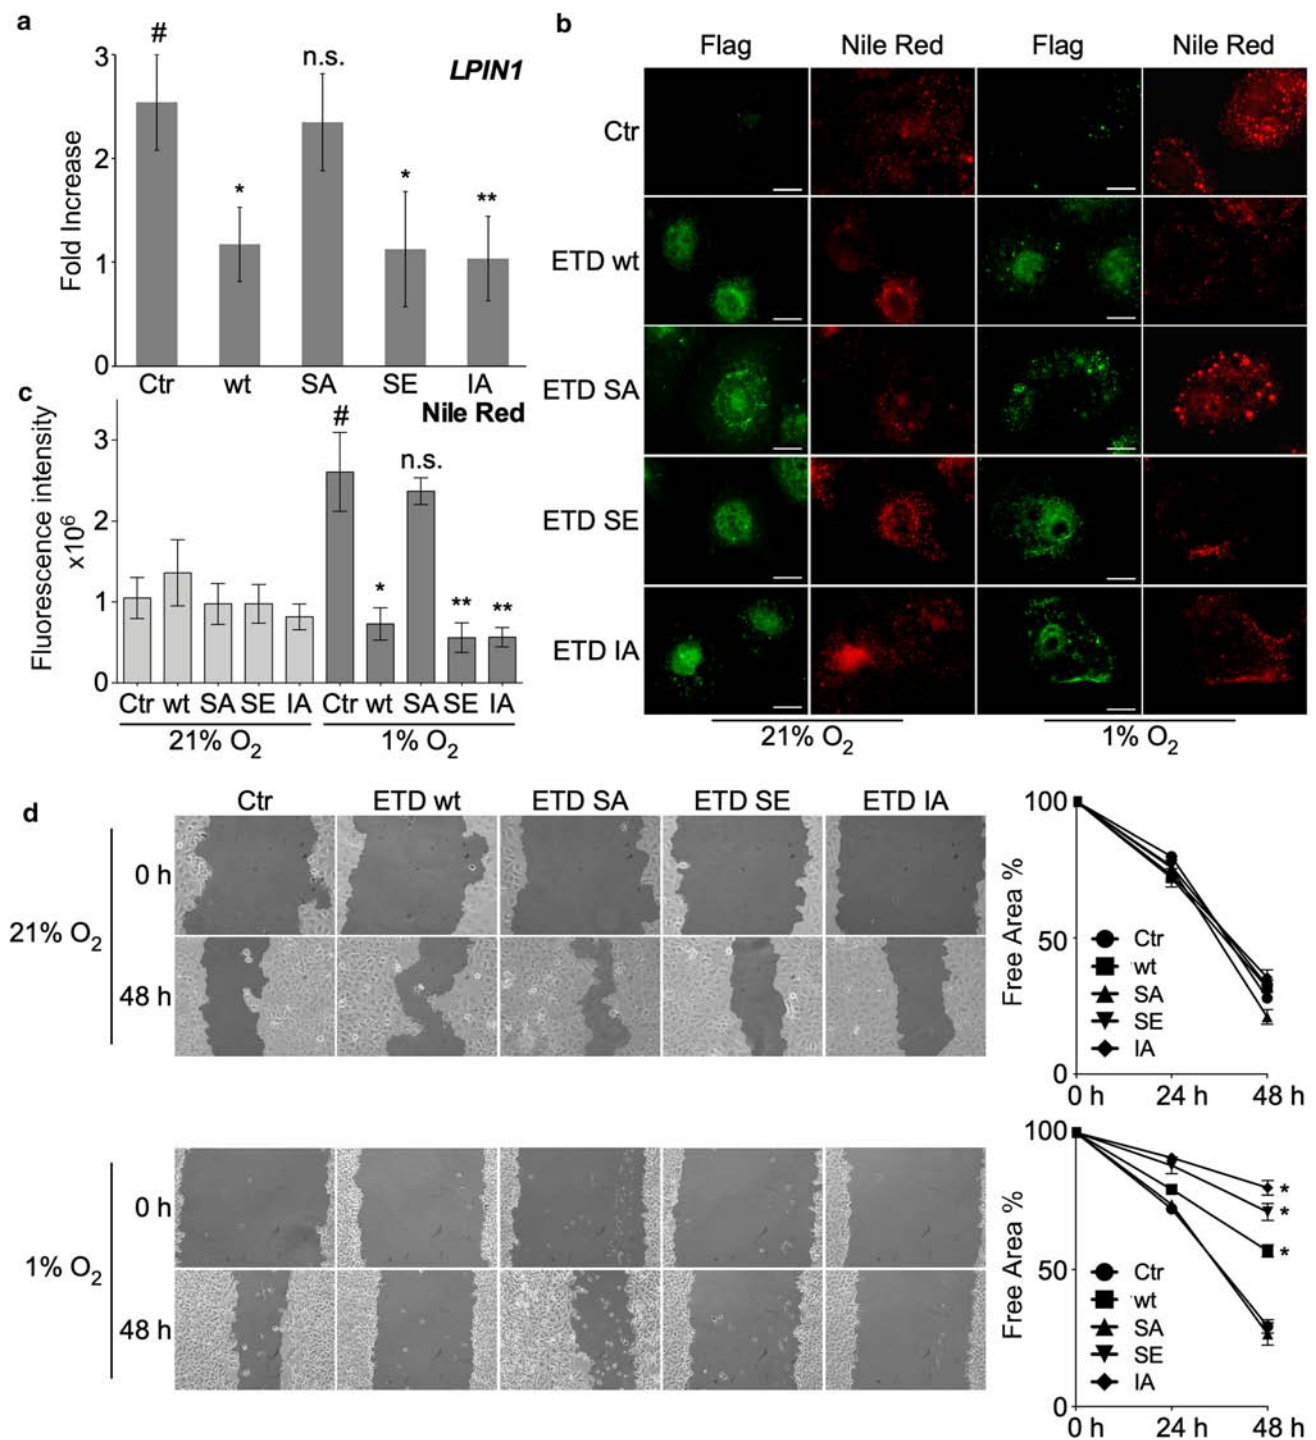 a
#
n.s.
LPIN1
*
*
**
Fold Increase
3
2
1
0
Ctr wt SA SE IA
b
Flag Nile Red Flag Nile Red
Ctr
ETD wt
ETD SA
ETD SE
ETD IA
21% O2 1% O2
c
Nile Red
#
n.s.
*
**
**
Fluorescence intensity
x10^6
3
2
1
0
Ctr wt SA SE IA Ctr wt SA SE IA
21% O2 1% O2
d
Ctr ETD wt ETD SA ETD SE ETD IA
21% O2
0 h
48 h
Free Area %
100
50
0
Ctr
wt
SA
SE
IA
0 h 24 h 48 h
1% O2
0 h
48 h
Free Area %
100
50
0
*
*
*
Ctr
wt
SA
SE
IA
0 h 24 h 48 h